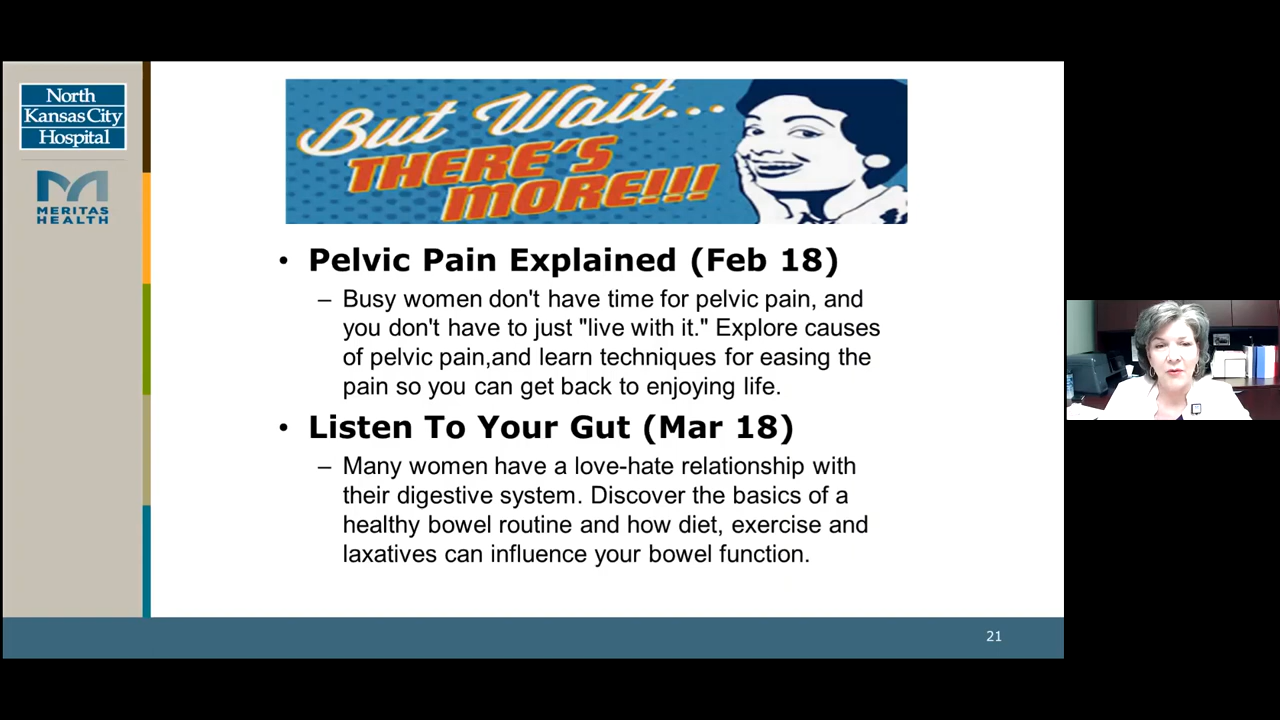 North
Kansas City
Hospital
MERITAS
HEALTH
But Wait...
THERE'S
MORE!!!
• Pelvic Pain Explained (Feb 18)
– Busy women don't have time for pelvic pain, and
you don't have to just "live with it." Explore causes
of pelvic pain,and learn techniques for easing the
pain so you can get back to enjoying life.
• Listen To Your Gut (Mar 18)
– Many women have a love-hate relationship with
their digestive system. Discover the basics of a
healthy bowel routine and how diet, exercise and
laxatives can influence your bowel function.
21